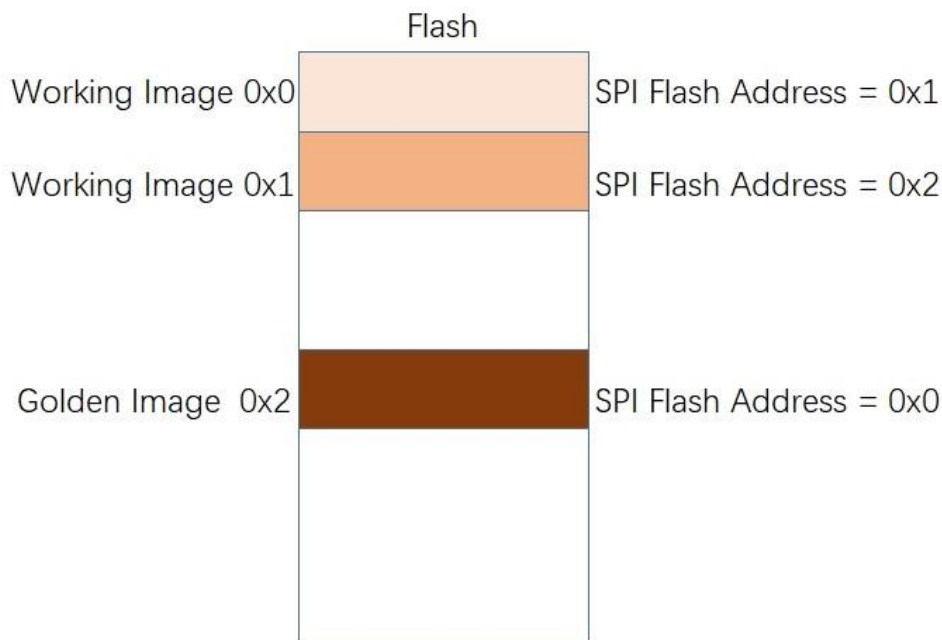 Flash
Working Image 0x0 SPI Flash Address = 0x1
Working Image 0x1 SPI Flash Address = 0x2
Golden Image 0x2 SPI Flash Address = 0x0